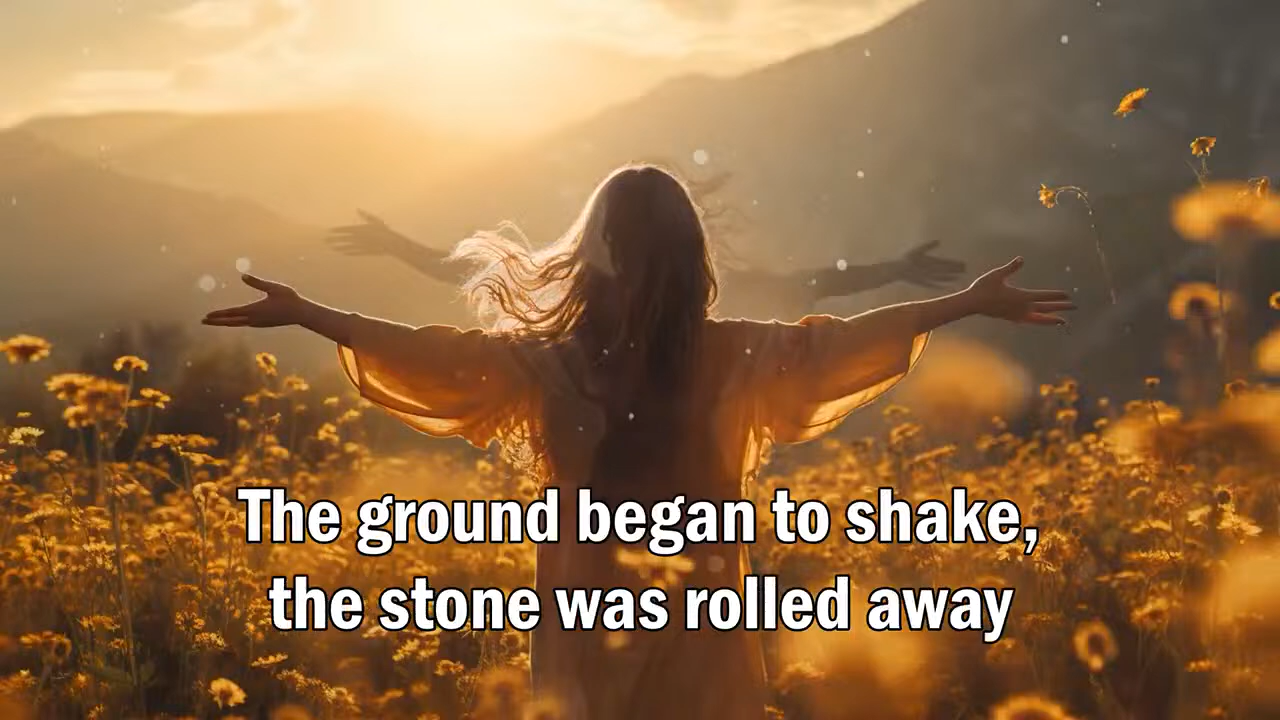 The ground began to shake,
the stone was rolled away